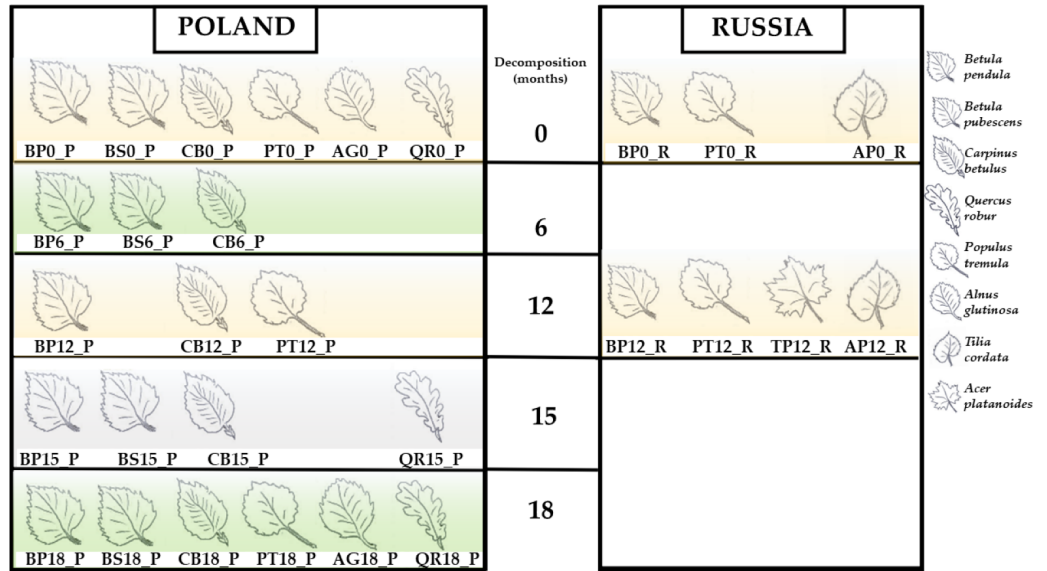 POLAND
Decomposition
(months)
RUSSIA
BP0_P BS0_P CB0_P PT0_P AG0_P QR0_P
0
BP0_R PT0_R AP0_R
BP6_P BS6_P CB6_P
6
BP12_P CB12_P PT12_P
12
BP12_R PT12_R TP12_R AP12_R
BP15_P BS15_P CB15_P QR15_P
15
BP18_P BS18_P CB18_P PT18_P AG18_P QR18_P
18
Betula
pendula
Betula
pubescens
Carpinus
betulus
Quercus
robur
Populus
tremula
Alnus
glutinosa
Tilia
cordata
Acer
platanoides